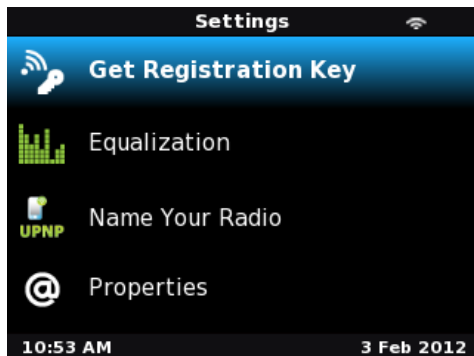 Settings
Get Registration Key
Equalization
UPNP Name Your Radio
@ Properties
10:53 AM 3 Feb 2012